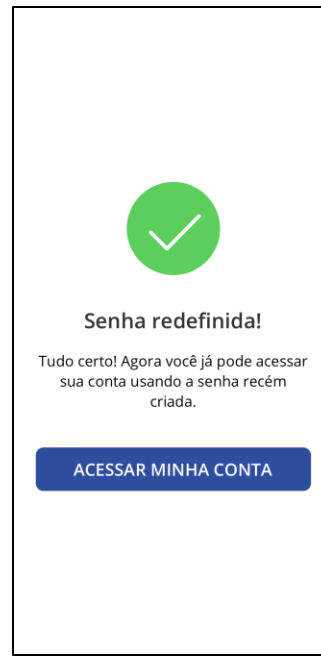 Senha redefinida!
Tudo certo! Agora você já pode acessar
sua conta usando a senha recém
criada.
ACESSAR MINHA CONTA